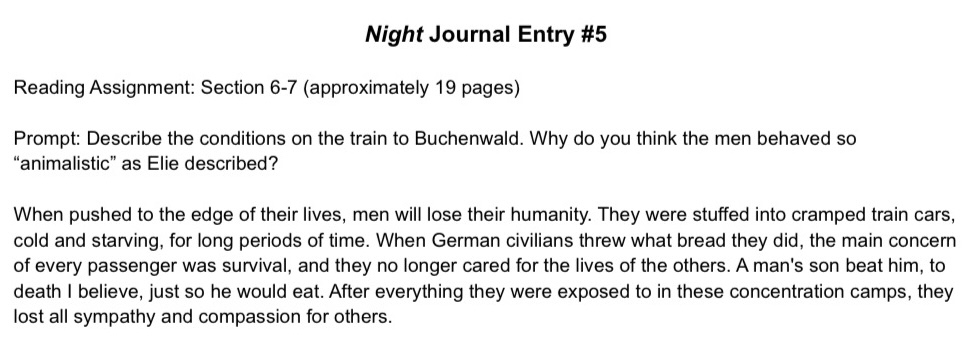 Night Journal Entry #5
Reading Assignment: Section 6-7 (approximately 19 pages)
Prompt: Describe the conditions on the train to Buchenwald. Why do you think the men behaved so
“animalistic” as Elie described?
When pushed to the edge of their lives, men will lose their humanity. They were stuffed into cramped train cars,
cold and starving, for long periods of time. When German civilians threw what bread they did, the main concern
of every passenger was survival, and they no longer cared for the lives of the others. A man's son beat him, to
death I believe, just so he would eat. After everything they were exposed to in these concentration camps, they
lost all sympathy and compassion for others.